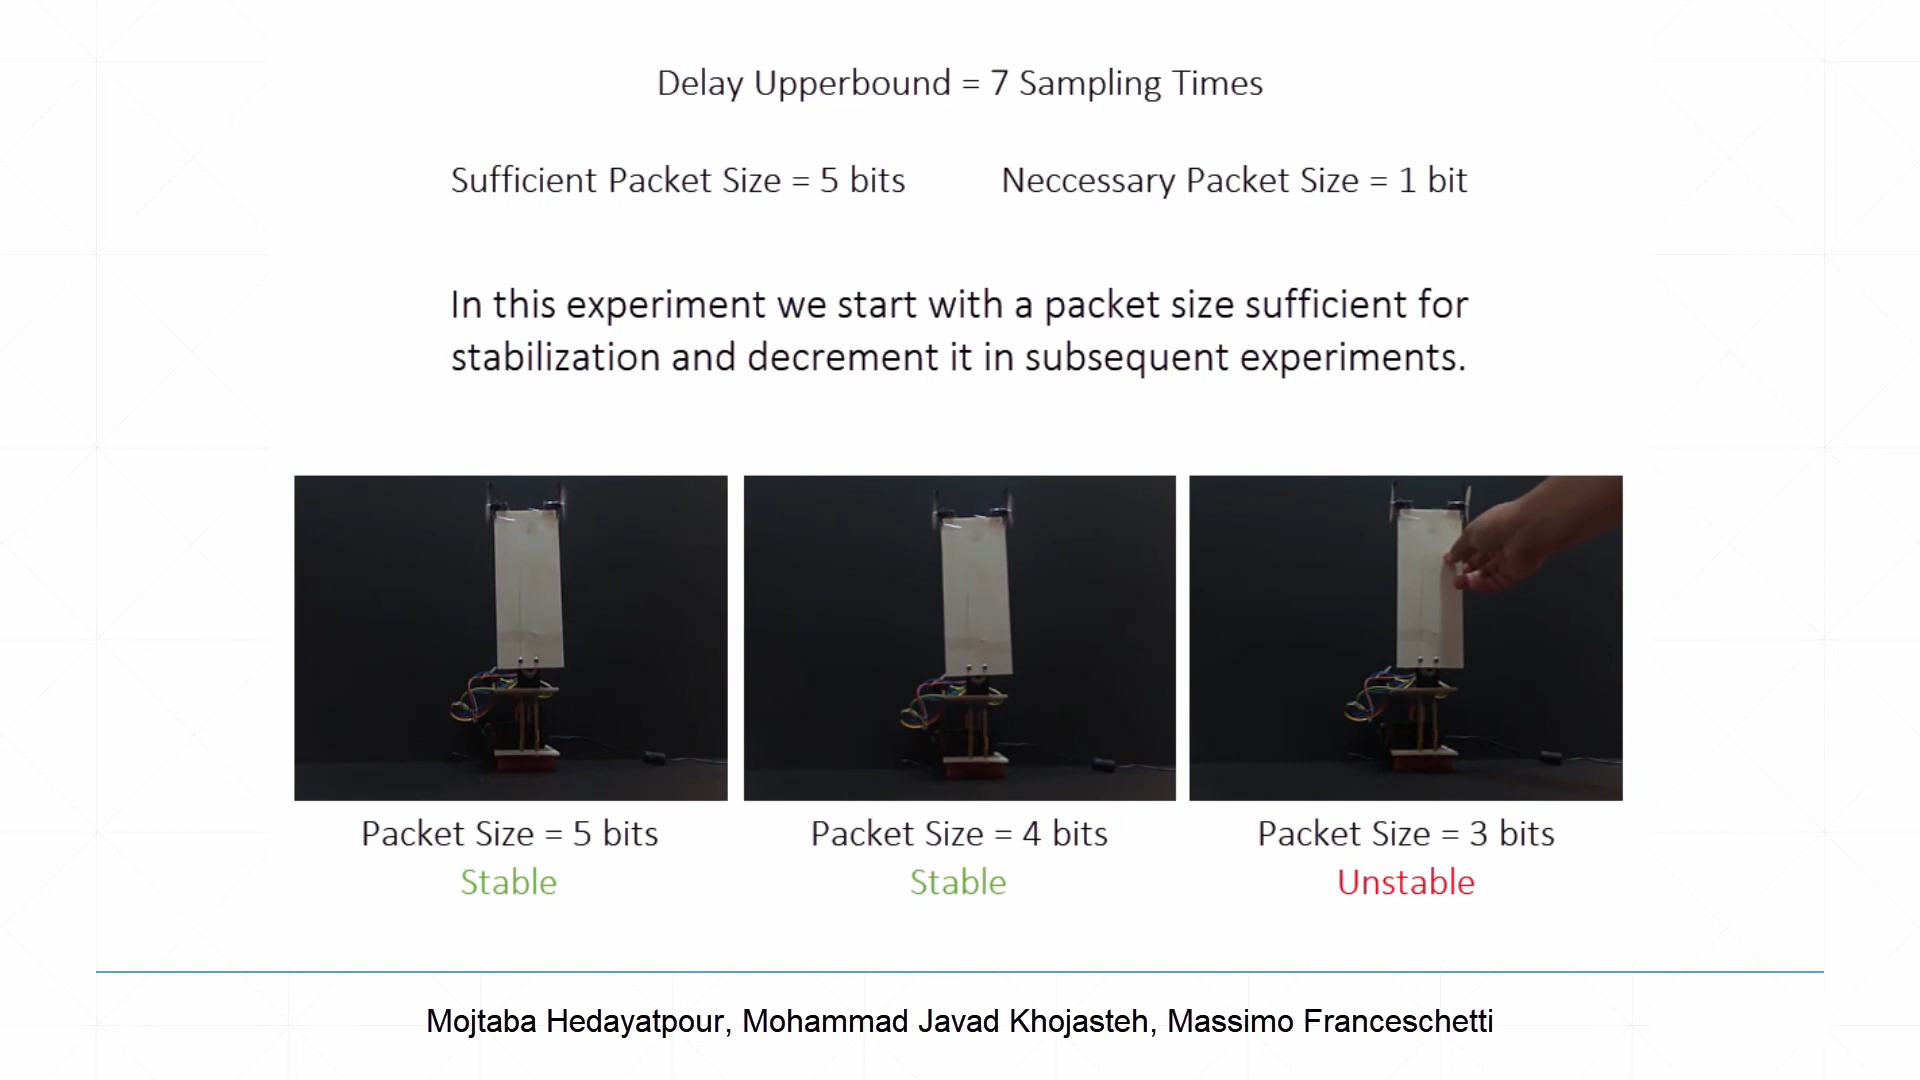 Delay Upperbound = 7 Sampling Times
Sufficient Packet Size = 5 bits
Neccessary Packet Size = 1 bit
In this experiment we start with a packet size sufficient for
stabilization and decrement it in subsequent experiments.
Packet Size = 5 bits
Stable
Packet Size = 4 bits
Stable
Packet Size = 3 bits
Unstable
Mojtaba Hedayatpour, Mohammad Javad Khojasteh, Massimo Franceschetti